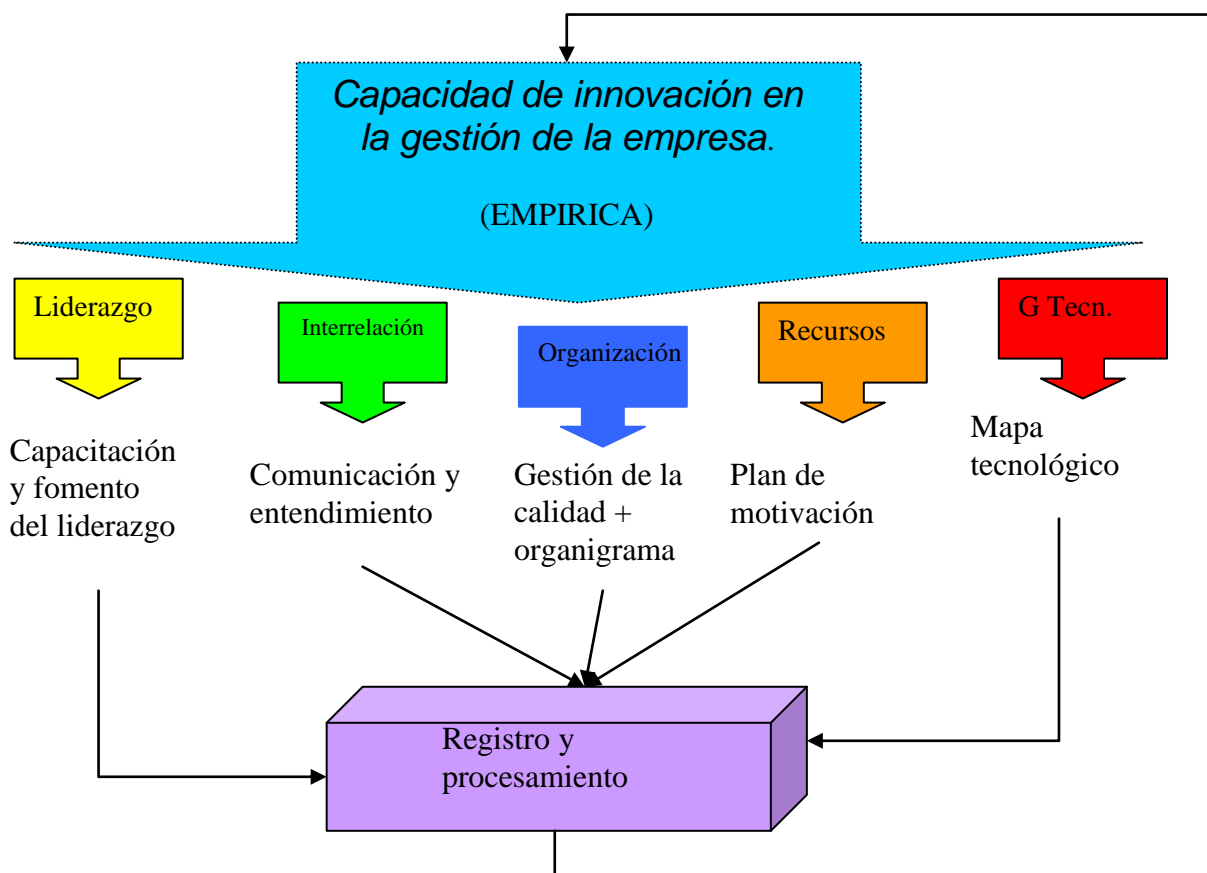 Capacidad de innovación en
la gestión de la empresa.
(EMPIRICA)
Liderazgo
Interrelación
Organización
Recursos
G Tecn.
Capacitación
y fomento
del liderazgo
Comunicación y
entendimiento
Gestión de la
calidad +
organigrama
Plan de
motivación
Mapa
tecnológico
Registro y
procesamiento